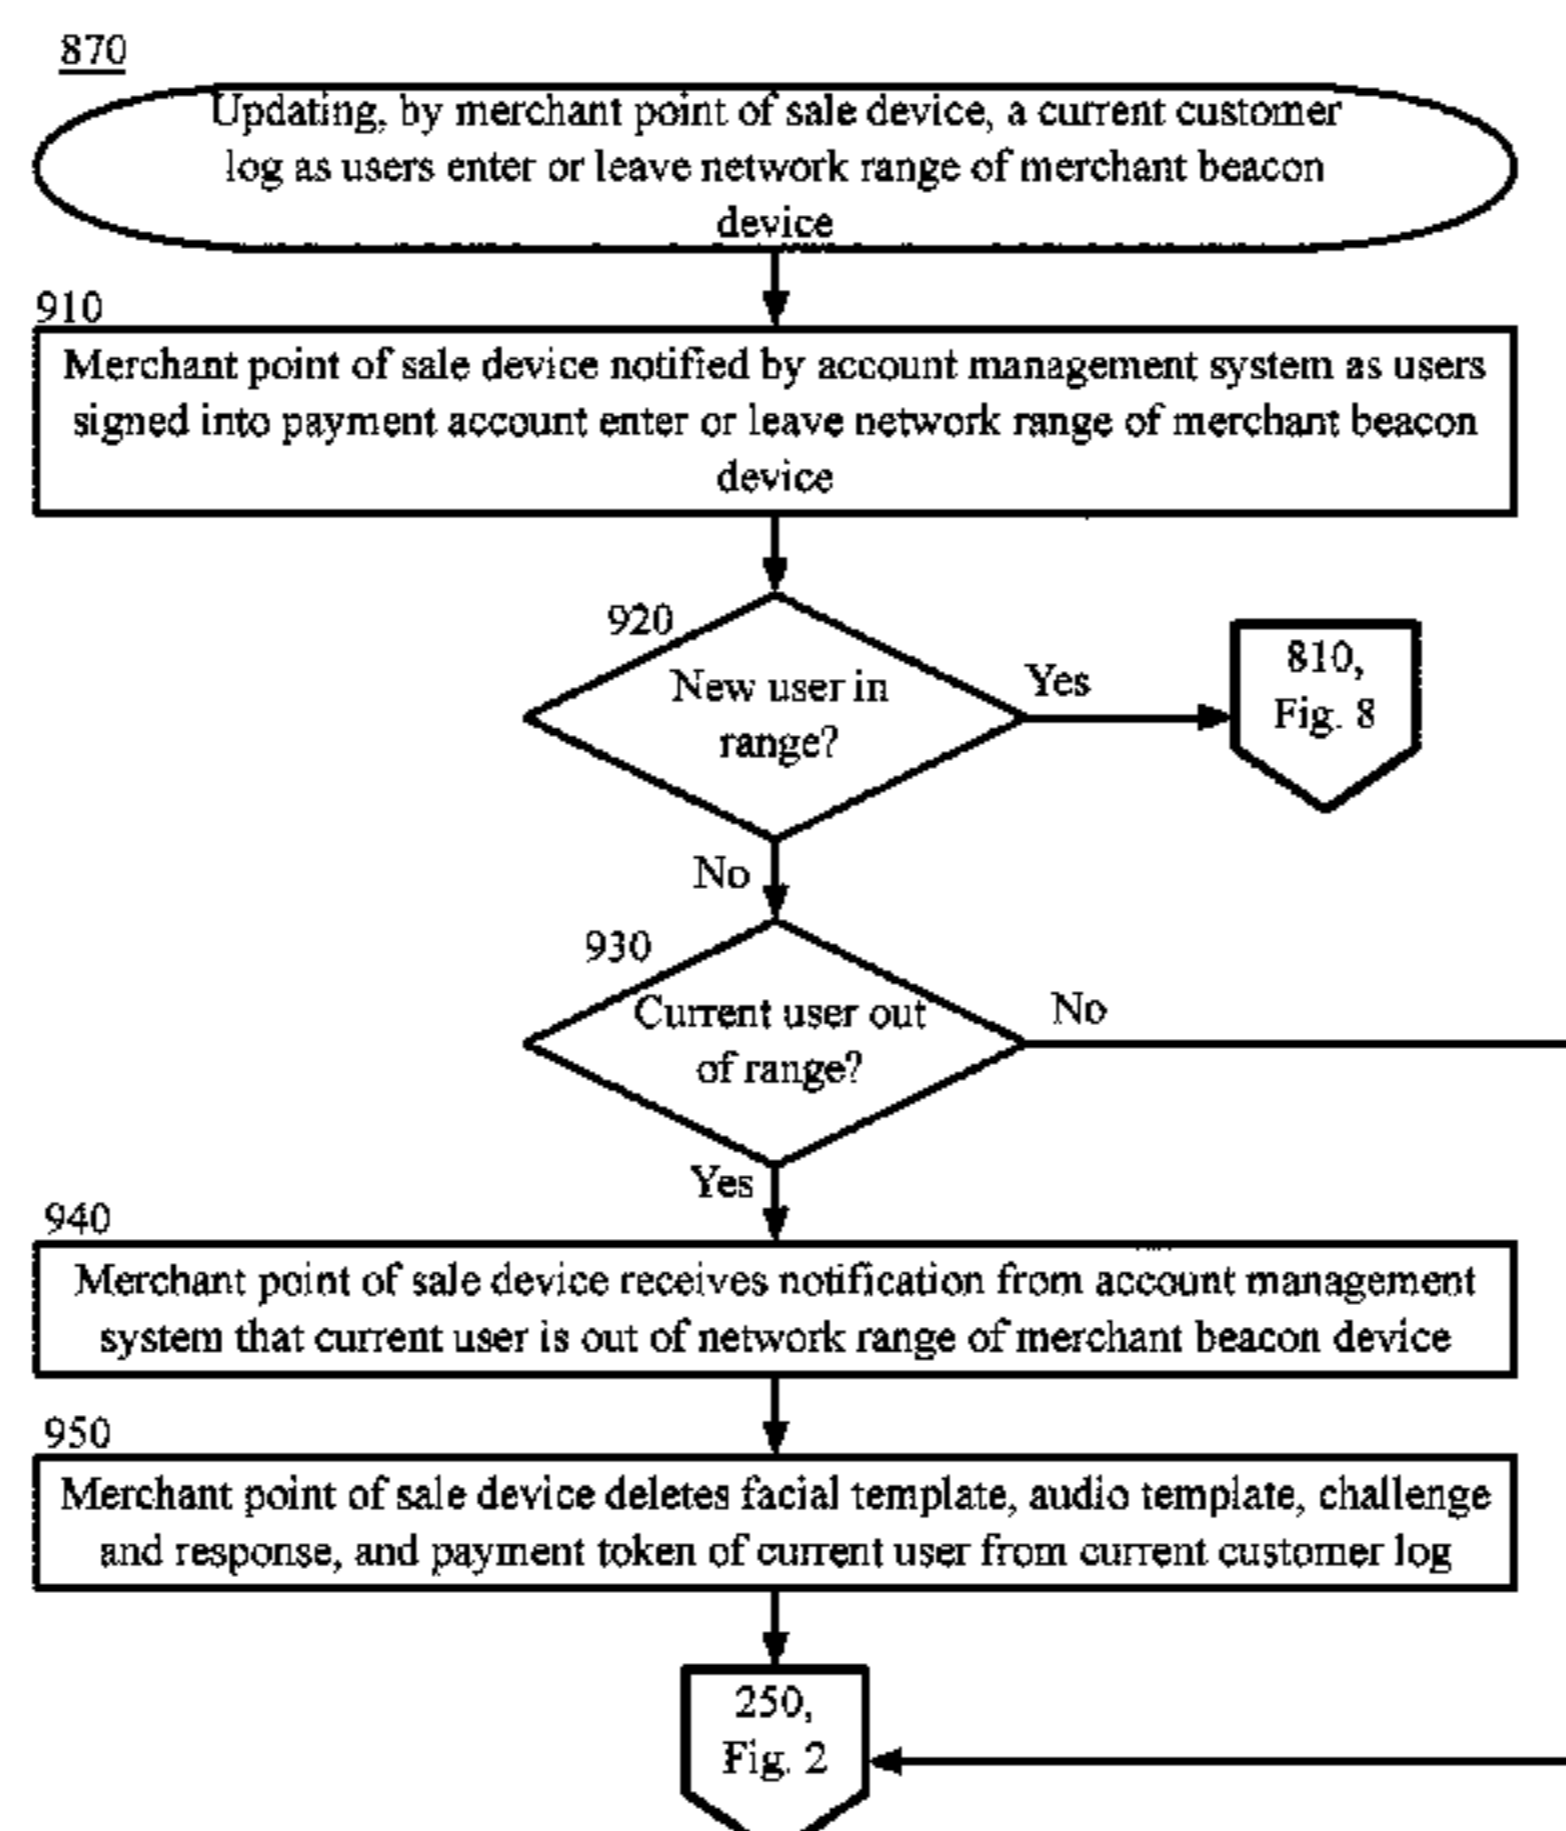 870
Updating, by merchant point of sale device, a current customer
log as users enter or leave network range of merchant beacon
device
910
Merchant point of sale device notified by account management system as users
signed into payment account enter or leave network range of merchant beacon
device
920
New user in
range?
Yes
810,
Fig. 8
No
930
Current user out
of range?
No
Yes
940
Merchant point of sale device receives notification from account management
system that current user is out of network range of merchant beacon device
950
Merchant point of sale device deletes facial template, audio template, challenge
and response, and payment token of current user from current customer log
250,
Fig. 2